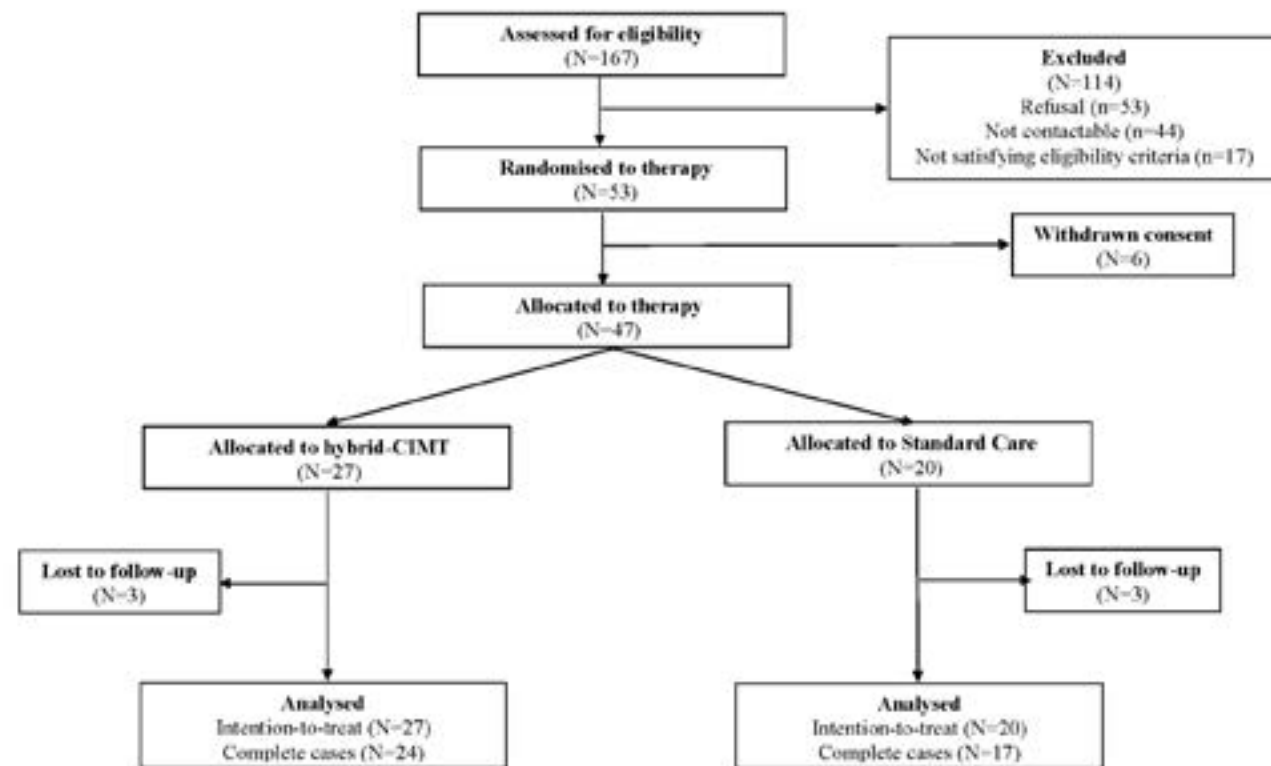 Assessed for eligibility
(N=167)
Excluded
(N=114)
Refusal (n=53)
Not contactable (n=44)
Not satisfying eligibility criteria (n=17)
Randomised to therapy
(N=53)
Withdrawn consent
(N=6)
Allocated to therapy
(N=47)
Allocated to hybrid-CIMT
(N=27)
Allocated to Standard Care
(N=20)
Lost to follow-up
(N=3)
Lost to follow-up
(N=3)
Analysed
Intention-to-treat (N=27)
Complete cases (N=24)
Analysed
Intention-to-treat (N=20)
Complete cases (N=17)